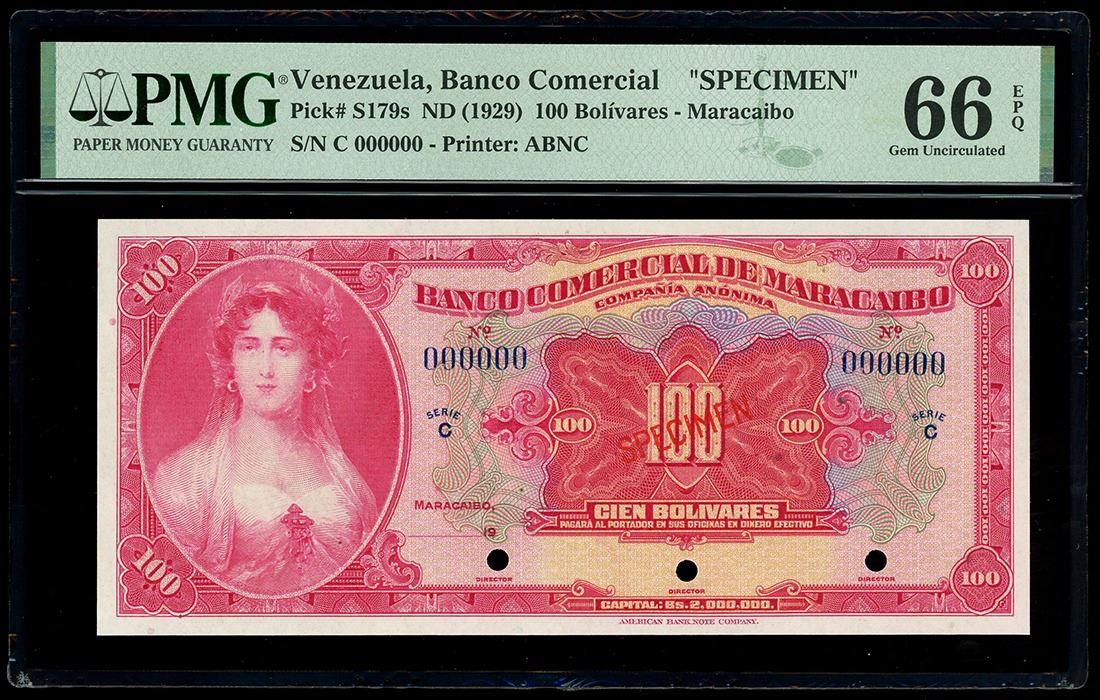 PMG®
PAPER MONEY GUARANTY
Venezuela, Banco Comercial "SPECIMEN"
Pick# S179s ND (1929) 100 Bolívares - Maracaibo
S/N C 000000 - Printer: ABNC
66 EPQ
Gem Uncirculated
100
100
BANCO COMERCIAL DE MARACAIBO
COMPAÑIA ANÓNIMA
Nº
Nº
000000
000000
SERIE
C
SERIE
C
100
100
100
SPECIMEN
MARACAIBO,
9
CIEN BOLIVARES
PAGARÁ AL PORTADOR EN SUS OFICINAS EN DINERO EFECTIVO
DIRECTOR
DIRECTOR
DIRECTOR
100
100
CAPITAL: BS. 2,000,000.
AMERICAN BANK NOTE COMPANY.